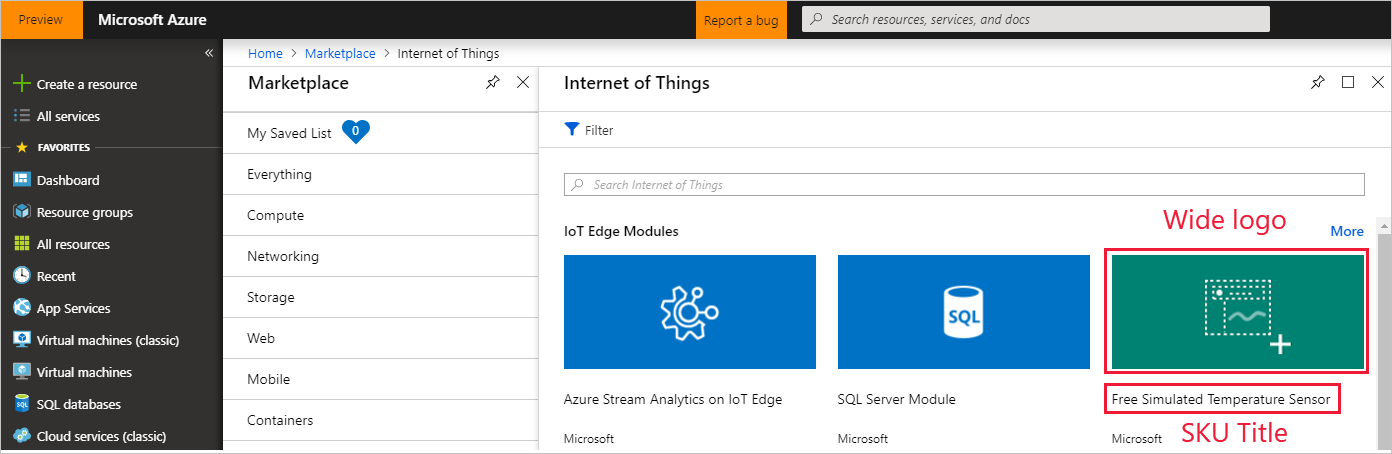 Preview
Microsoft Azure
Report a bug
Search resources, services, and docs
«
Create a resource
All services
FAVORITES
Dashboard
Resource groups
All resources
Recent
App Services
Virtual machines (classic)
Virtual machines
SQL databases
Cloud services (classic)
Home > Marketplace > Internet of Things
Marketplace
My Saved List 0
Everything
Compute
Networking
Storage
Web
Mobile
Containers
Internet of Things
Filter
Search Internet of Things
Wide logo
IoT Edge Modules
More
SQL
Azure Stream Analytics on IoT Edge
SQL Server Module
Free Simulated Temperature Sensor
Microsoft
Microsoft
Microsoft
SKU Title